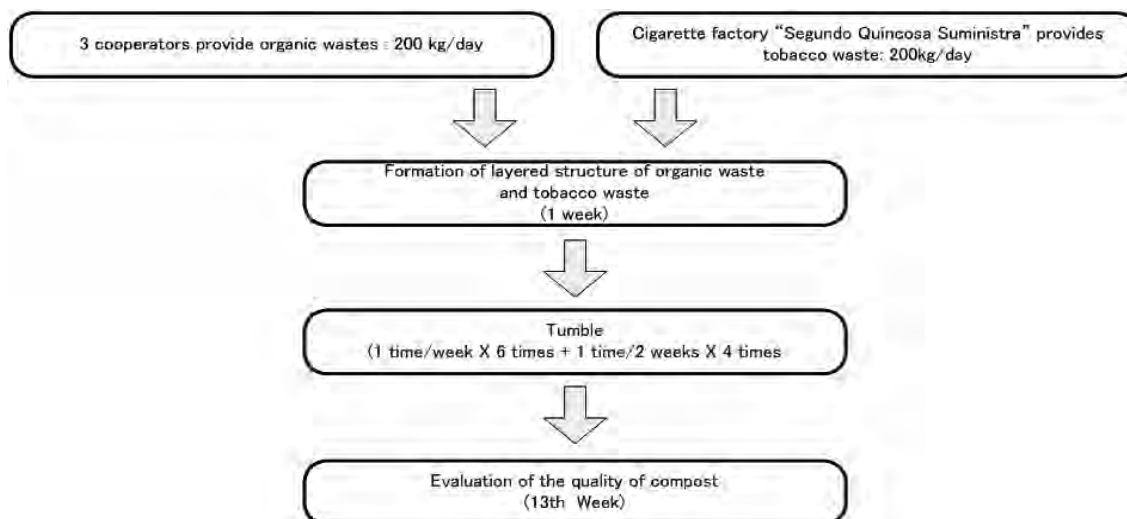 3 cooperators provide organic wastes : 200 kg/day
Cigarette factory “Segundo Quincosa Suministra” provides
tobacco waste: 200kg/day
Formation of layered structure of organic waste
and tobacco waste
(1 week)
Tumble
(1 time/week X 6 times + 1 time/2 weeks X 4 times
Evaluation of the quality of compost
(13th Week)